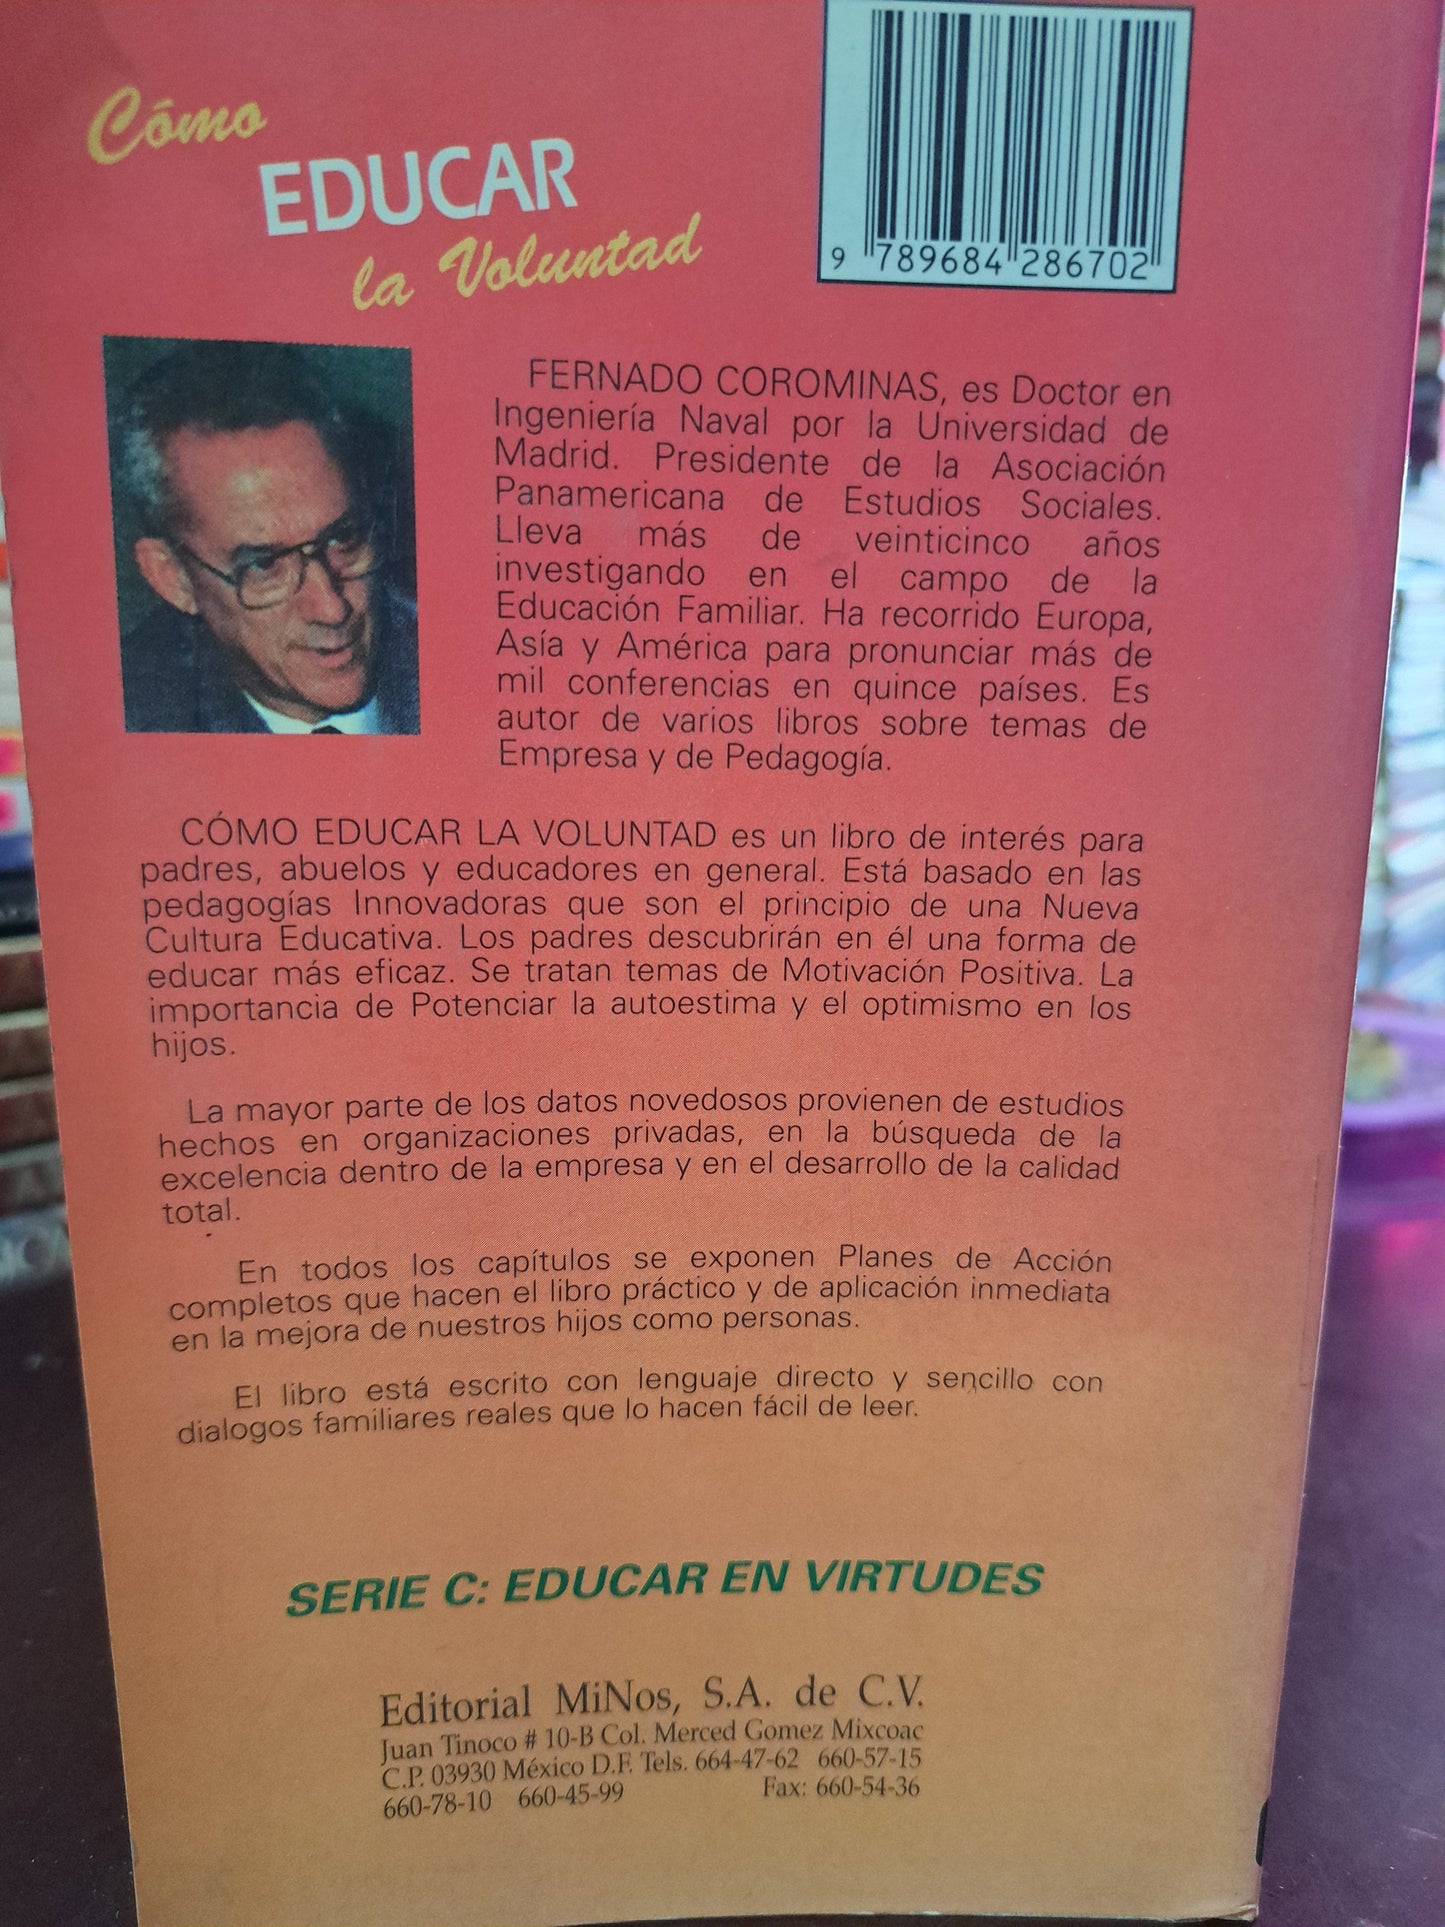 Cómo
EDUCAR
la Voluntad
9 789684 286702
FERNADO COROMINAS, es Doctor en
Ingeniería Naval por la Universidad de
Madrid. Presidente de la Asociación
Panamericana de Estudios Sociales.
Lleva más de veinticinco años
investigando en el campo de la
Educación Familiar. Ha recorrido Europa,
Asía y América para pronunciar más de
mil conferencias en quince países. Es
autor de varios libros sobre temas de
Empresa y de Pedagogía.
CÓMO EDUCAR LA VOLUNTAD es un libro de interés para
padres, abuelos y educadores en general. Está basado en las
pedagogías Innovadoras que son el principio de una Nueva
Cultura Educativa. Los padres descubrirán en él una forma de
educar más eficaz. Se tratan temas de Motivación Positiva. La
importancia de Potenciar la autoestima y el optimismo en los
hijos.
La mayor parte de los datos novedosos provienen de estudios
hechos en organizaciones privadas, en la búsqueda de la
excelencia dentro de la empresa y en el desarrollo de la calidad
total.
En todos los capítulos se exponen Planes de Acción
completos que hacen el libro práctico y de aplicación inmediata
en la mejora de nuestros hijos como personas.
El libro está escrito con lenguaje directo y sencillo con
dialogos familiares reales que lo hacen fácil de leer.
SERIE C: EDUCAR EN VIRTUDES
Editorial MiNos, S.A. de C.V.
Juan Tinoco # 10-B Col. Merced Gomez Mixcoac
C.P. 03930 México D.F. Tels. 664-47-62 660-57-15
660-78-10 660-45-99 Fax: 660-54-36